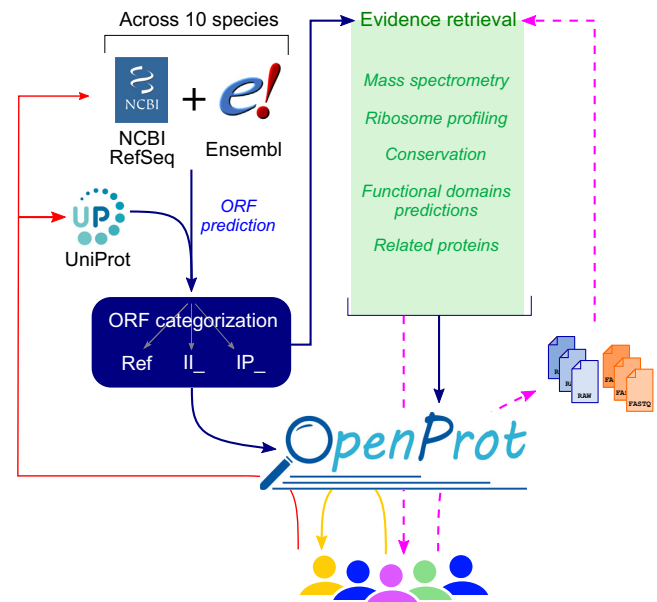 Across 10 species
NCBI
+
e!
NCBI
RefSeq
Ensembl
UP
UniProt
ORF
prediction
ORF categorization
Ref II_ IP_
Evidence retrieval
Mass spectrometry
Ribosome profiling
Conservation
Functional domains
predictions
Related proteins
RAW
FASTQ
OpenProt